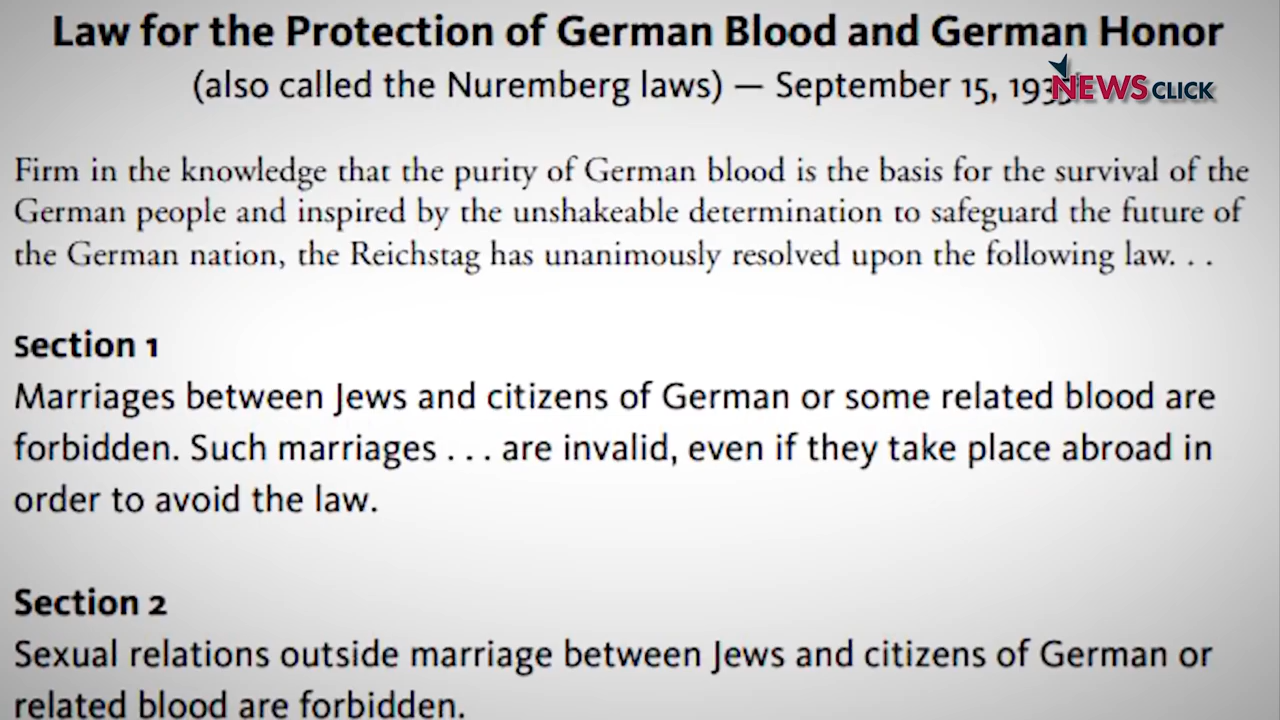 Law for the Protection of German Blood and German Honor
(also called the Nuremberg laws) — September 15, 1935
NEWSCLICK
Firm in the knowledge that the purity of German blood is the basis for the survival of the
German people and inspired by the unshakeable determination to safeguard the future of
the German nation, the Reichstag has unanimously resolved upon the following law. . .
Section 1
Marriages between Jews and citizens of German or some related blood are
forbidden. Such marriages . . . are invalid, even if they take place abroad in
order to avoid the law.
Section 2
Sexual relations outside marriage between Jews and citizens of German or
related blood are forbidden.